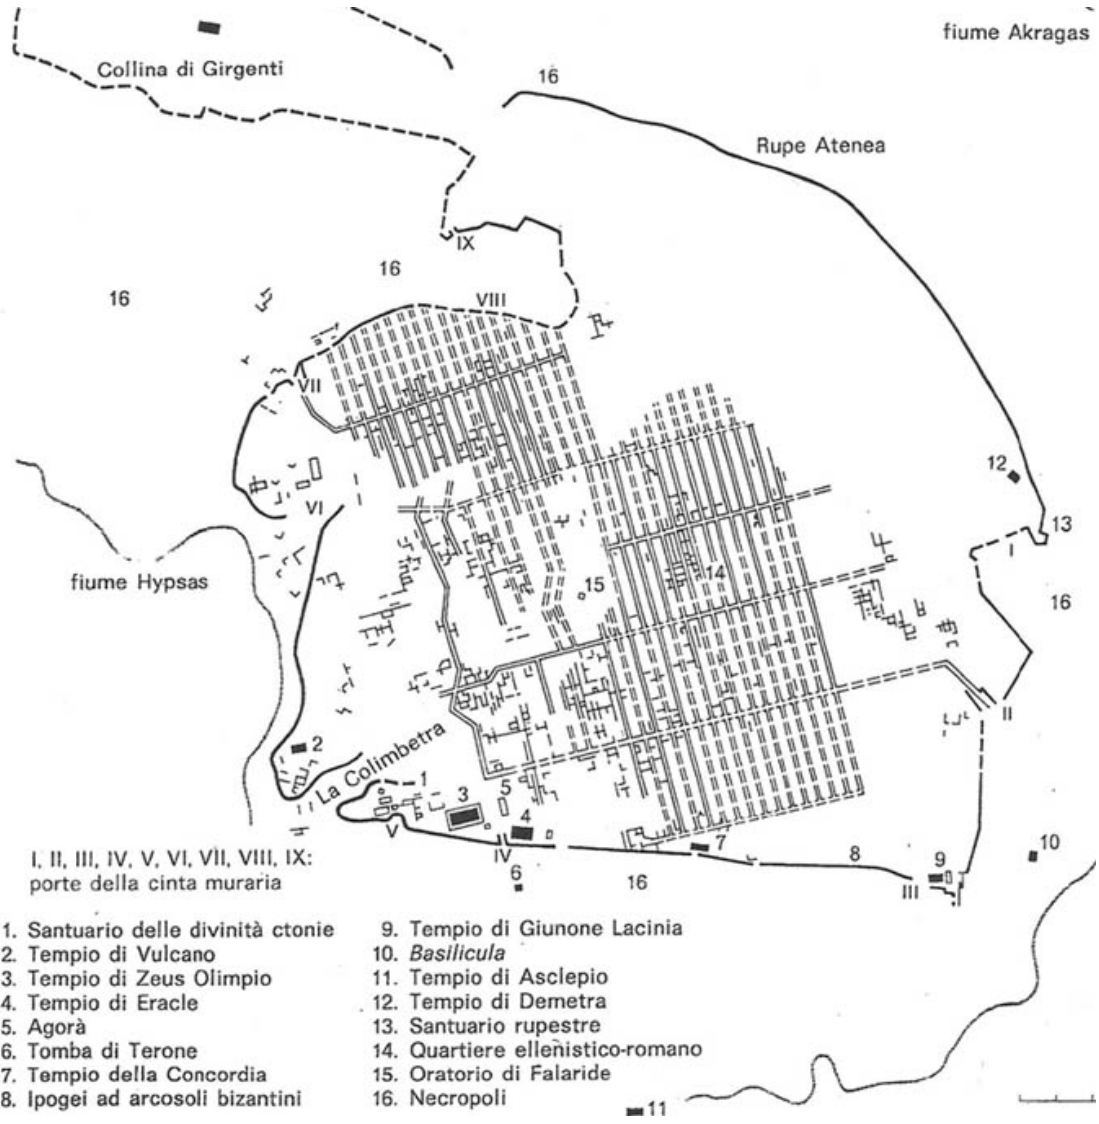 fiume Akragas
Collina di Girgenti
16
Rupe Atenea
IX
16
16
VIII
VII
12
VI
13
I
fiume Hypsas
14
15
16
II
2
La Colimbetra
1
5
3
4
V
7
IV
8
10
9
6
16
III
I, II, III, IV, V, VI, VII, VIII, IX:
porte della cinta muraria
1. Santuario delle divinità ctonie
2. Tempio di Vulcano
3. Tempio di Zeus Olimpio
4. Tempio di Eracle
5. Agorà
6. Tomba di Terone
7. Tempio della Concordia
8. Ipogei ad arcosoli bizantini
9. Tempio di Giunone Lacinia
10. Basilicula
11. Tempio di Asclepio
12. Tempio di Demetra
13. Santuario rupestre
14. Quartiere ellenistico-romano
15. Oratorio di Falaride
16. Necropoli
11